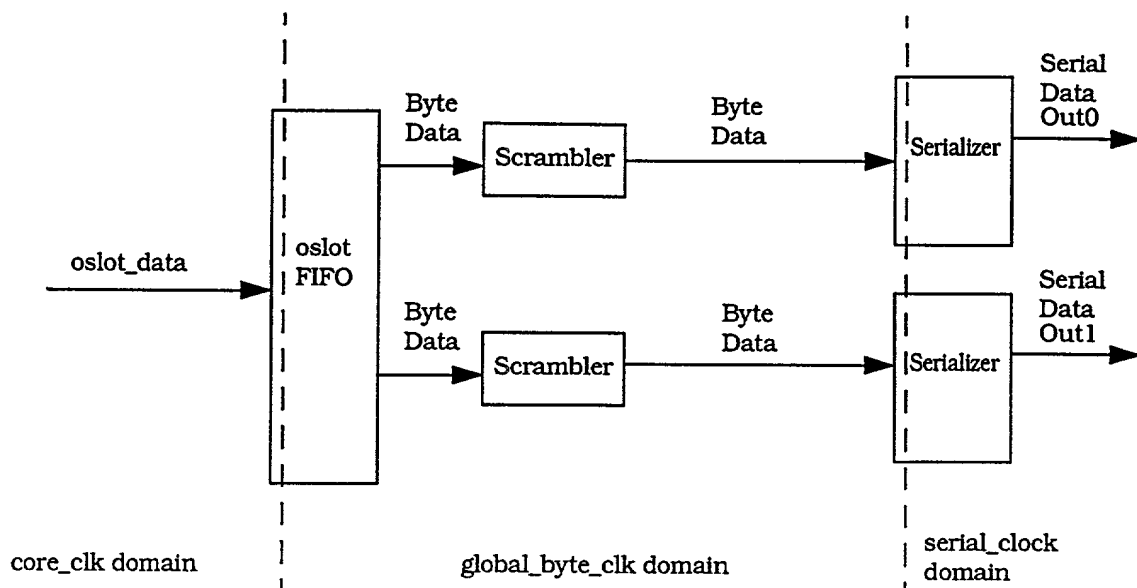 Serial
Data
Out0
Byte
Data
Byte
Data
Scrambler
Serializer
oslot_data
oslot
FIFO
Byte
Data
Byte
Data
Scrambler
Serial
Data
Out1
Serializer
core_clk domain
global_byte_clk domain
serial_clock
domain